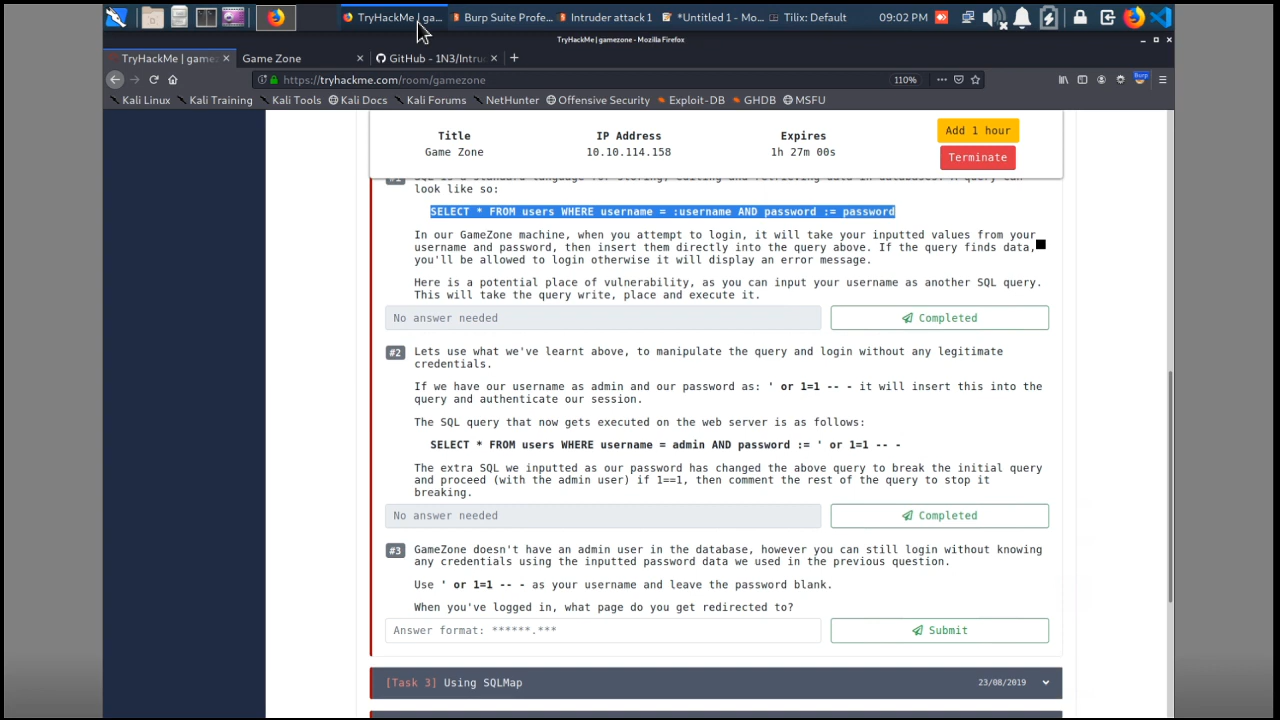 TryHackMe | ga...
Burp Suite Profe...
Intruder attack 1
*Untitled 1 - Mo...
Tilix: Default
09:02 PM
TryHackMe | gamezone - Mozilla Firefox
TryHackMe | game
Game Zone
GitHub - 1N3/Intru
https://tryhackme.com/room/gamezone
110%
Burp
Kali Linux
Kali Training
Kali Tools
Kali Docs
Kali Forums
NetHunter
Offensive Security
Exploit-DB
GHDB
MSFU
Title IP Address Expires
Game Zone 10.10.114.158 1h 27m 00s
Add 1 hour
Terminate
#1 SQL is a standard language for storing, editing and retrieving data in databases. A query can
look like so:
SELECT * FROM users WHERE username = :username AND password := password
In our GameZone machine, when you attempt to login, it will take your inputted values from your
username and password, then insert them directly into the query above. If the query finds data,
you'll be allowed to login otherwise it will display an error message.
Here is a potential place of vulnerability, as you can input your username as another SQL query.
This will take the query write, place and execute it.
No answer needed
Completed
#2 Lets use what we've learnt above, to manipulate the query and login without any legitimate
credentials.
If we have our username as admin and our password as: ' or 1=1 -- - it will insert this into the
query and authenticate our session.
The SQL query that now gets executed on the web server is as follows:
SELECT * FROM users WHERE username = admin AND password := ' or 1=1 -- -
The extra SQL we inputted as our password has changed the above query to break the initial query
and proceed (with the admin user) if 1==1, then comment the rest of the query to stop it
breaking.
No answer needed
Completed
#3 GameZone doesn't have an admin user in the database, however you can still login without knowing
any credentials using the inputted password data we used in the previous question.
Use ' or 1=1 -- - as your username and leave the password blank.
When you've logged in, what page do you get redirected to?
Answer format: ******.***
Submit
[Task 3] Using SQLMap
23/08/2019